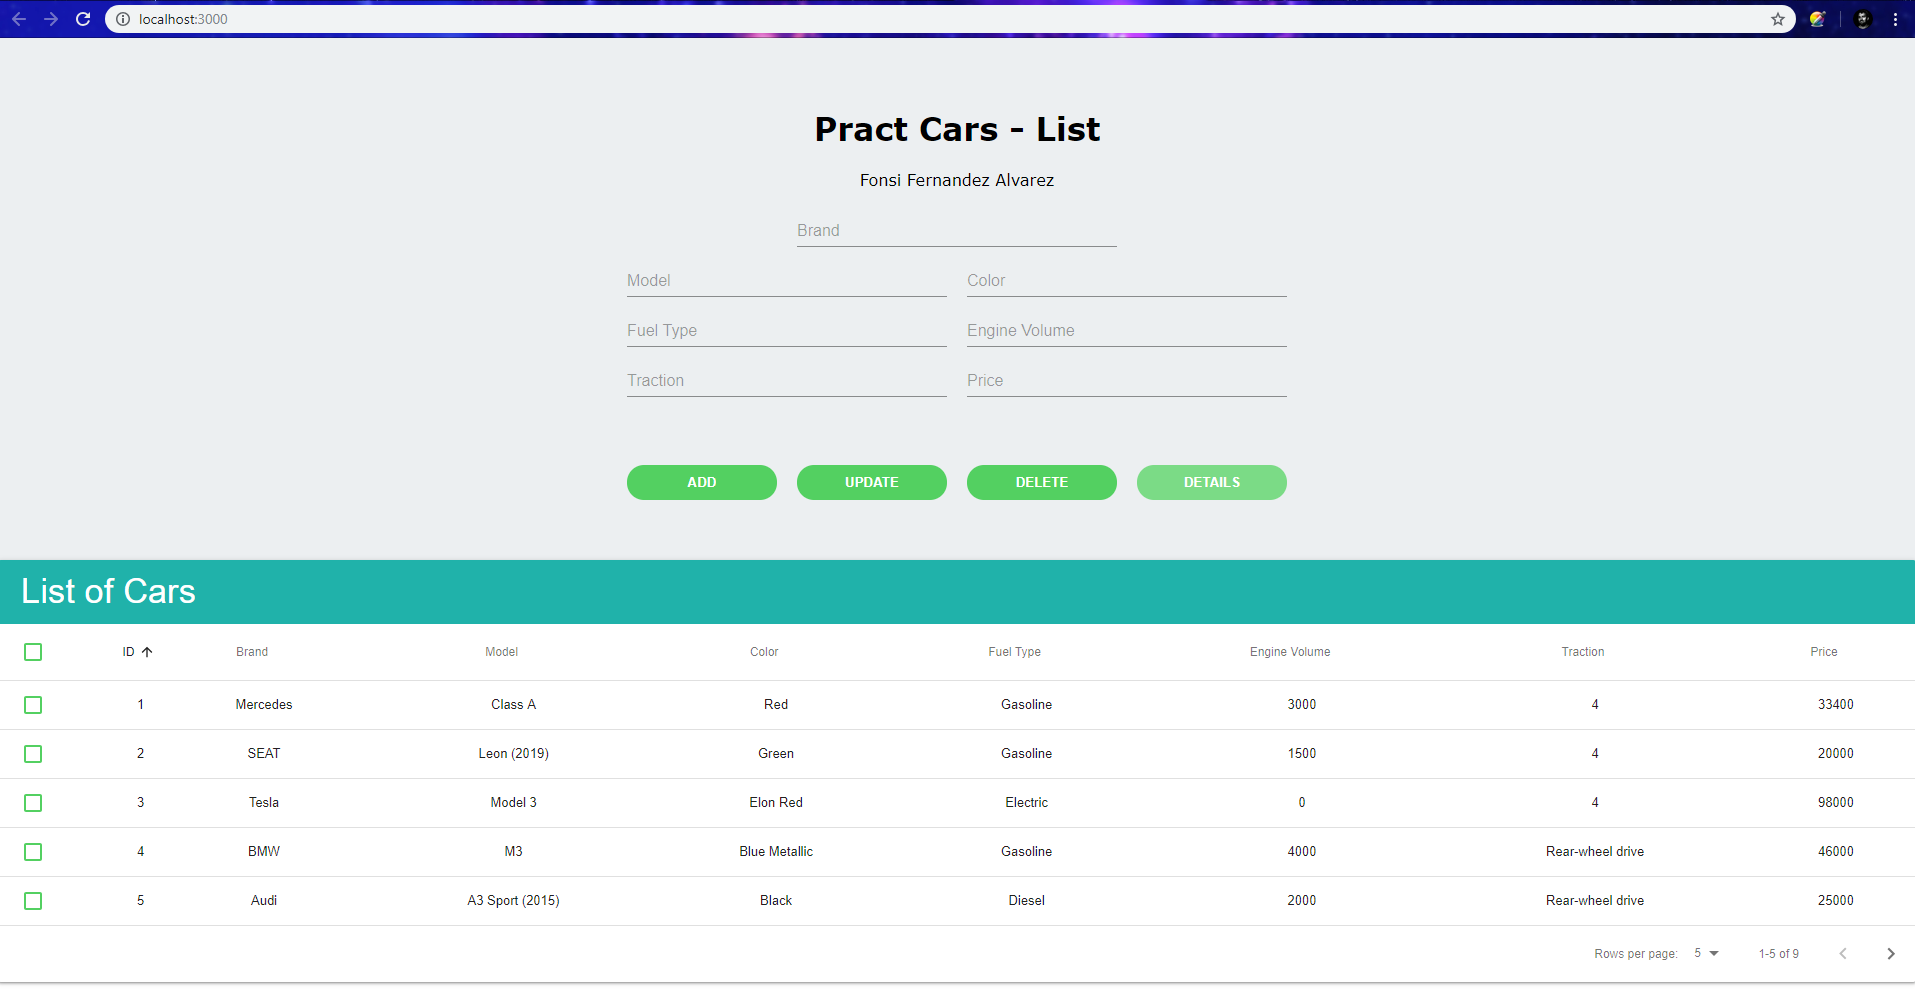 localhost:3000
Pract Cars - List
Fonsi Fernandez Alvarez
Brand
Model Color
Fuel Type Engine Volume
Traction Price
ADD UPDATE DELETE DETAILS
List of Cars
ID Brand Model Color Fuel Type Engine Volume Traction Price
1 Mercedes Class A Red Gasoline 3000 4 33400
2 SEAT Leon (2019) Green Gasoline 1500 4 20000
3 Tesla Model 3 Elon Red Electric 0 4 98000
4 BMW M3 Blue Metallic Gasoline 4000 Rear-wheel drive 46000
5 Audi A3 Sport (2015) Black Diesel 2000 Rear-wheel drive 25000
Rows per page: 5 1-5 of 9